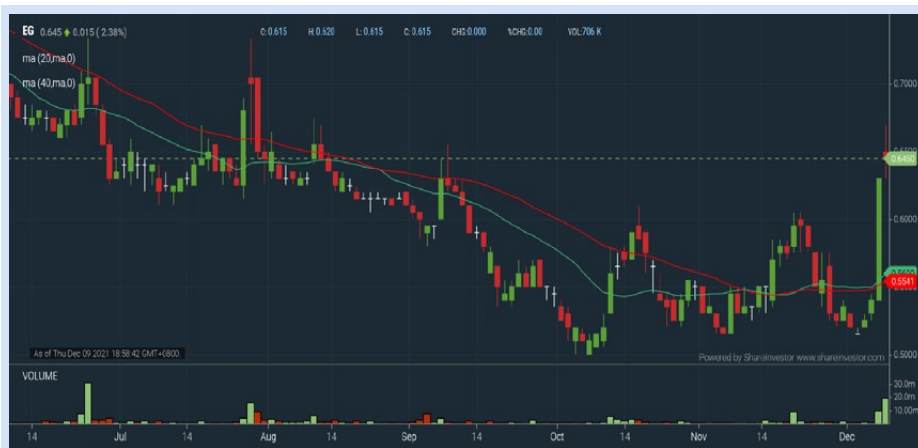 EG 0.645 0.015 ( 2.38%) O: 0.615 H: 0.620 L: 0.615 C: 0.615 CHG:0.000 %CHG:0.00 VOL:706 K
ma (20,ma,0)
ma (40,ma,0)
0.7000
0.6450
0.6000
0.5541
0.5000
As of Thu Dec 09 2021 18:58:42 GMT+0800
Powered by ShareInvestor www.shareinvestor.com
VOLUME
30.0m
20.0m
10.00m
14 Jul 14 Aug Sep 14 Oct 14 Nov 14 Dec